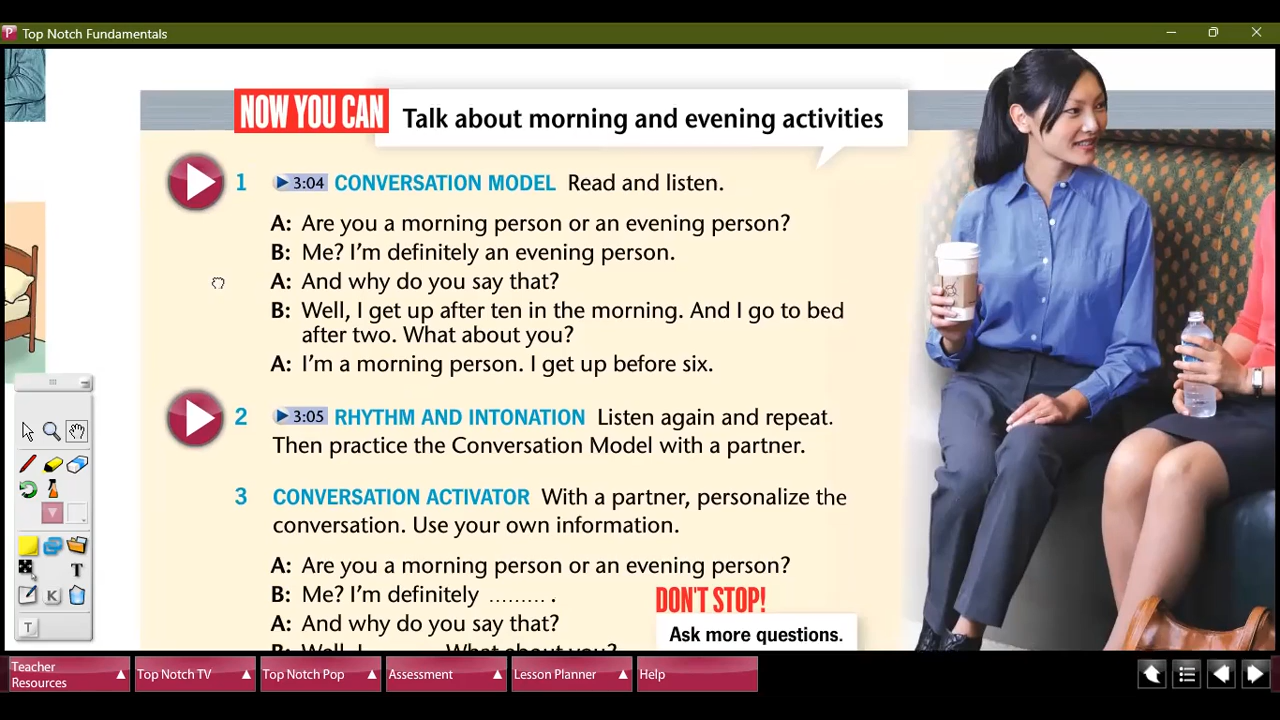 Top Notch Fundamentals
NOW YOU CAN Talk about morning and evening activities
1 3:04 CONVERSATION MODEL Read and listen.
A: Are you a morning person or an evening person?
B: Me? I'm definitely an evening person.
A: And why do you say that?
B: Well, I get up after ten in the morning. And I go to bed
after two. What about you?
A: I'm a morning person. I get up before six.
2 3:05 RHYTHM AND INTONATION Listen again and repeat.
Then practice the Conversation Model with a partner.
3 CONVERSATION ACTIVATOR With a partner, personalize the
conversation. Use your own information.
A: Are you a morning person or an evening person?
B: Me? I'm definitely ......... .
A: And why do you say that?
B: Well, I ......... . What about you?
DON'T STOP!
Ask more questions.
T
K
T
Teacher
Resources
Top Notch TV
Top Notch Pop
Assessment
Lesson Planner
Help